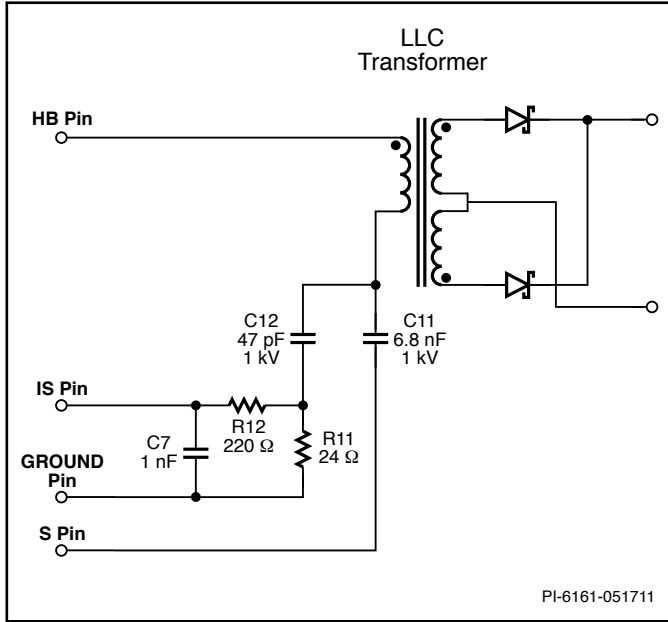 LLC
Transformer
HB Pin
C12
47 pF
1 kV
C11
6.8 nF
1 kV
IS Pin
R12
220 Ω
C7
1 nF
R11
24 Ω
GROUND
Pin
S Pin
PI-6161-051711